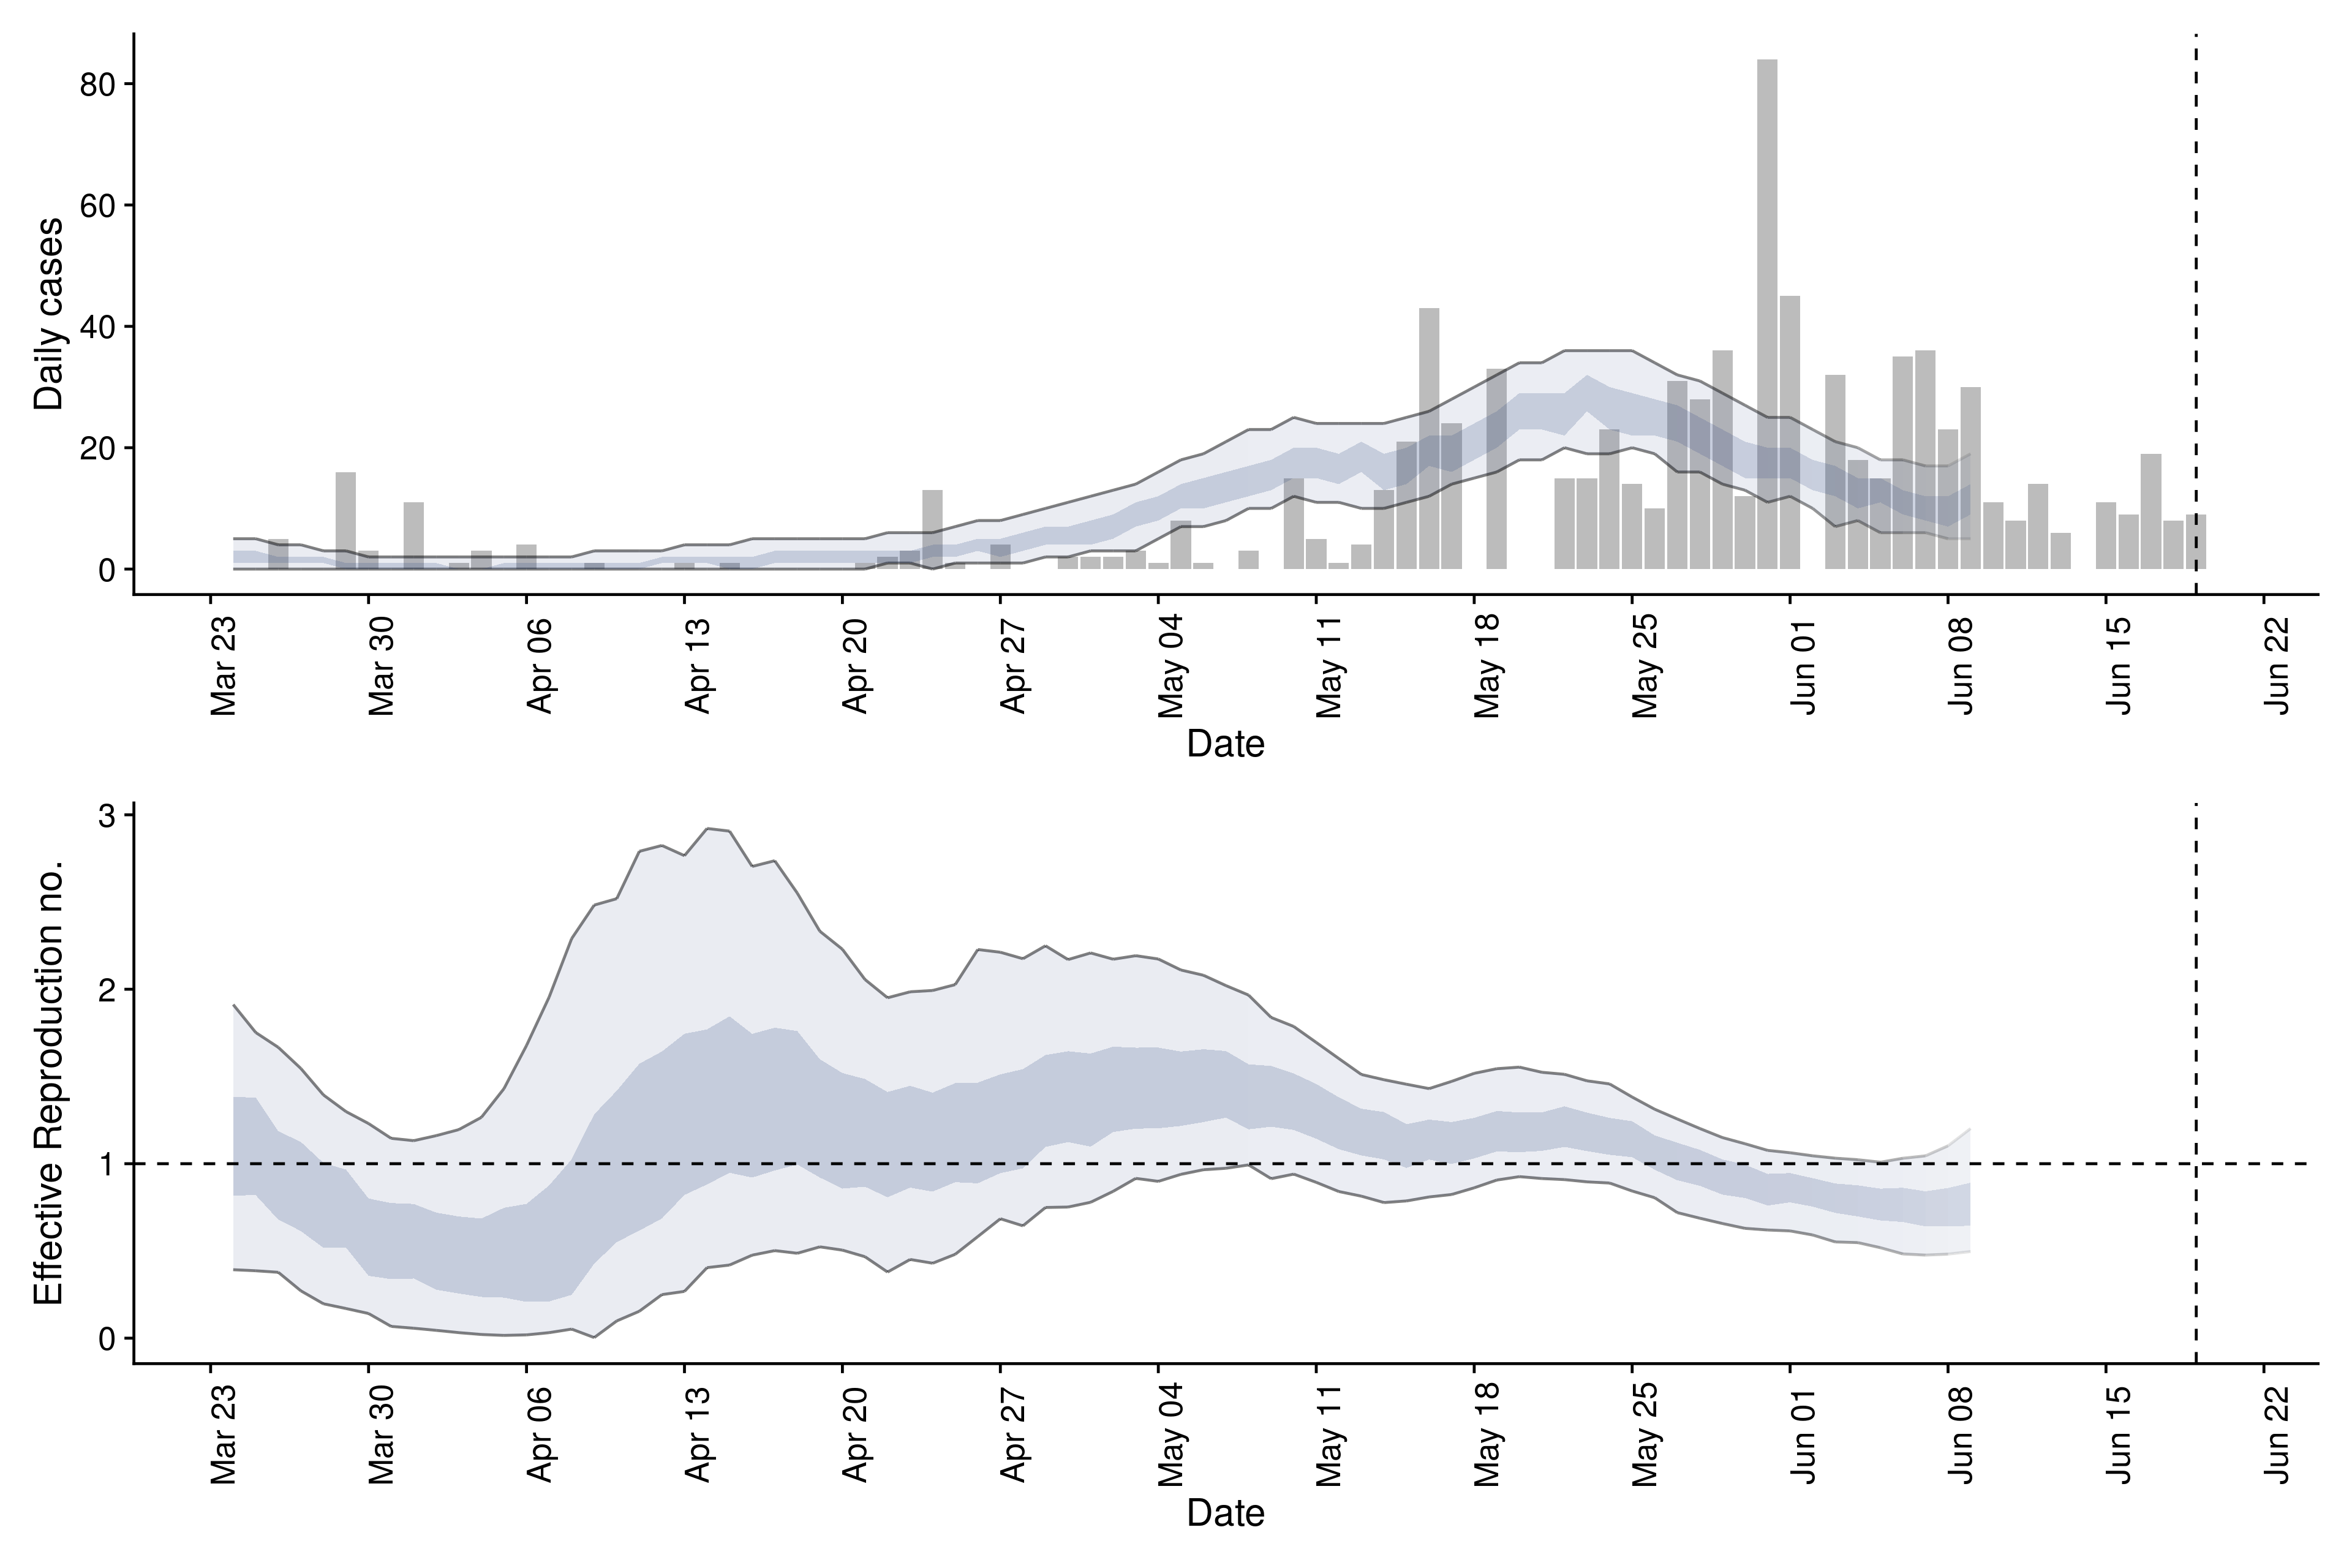 Daily cases
80
60
40
20
0
Mar 23
Mar 30
Apr 06
Apr 13
Apr 20
Apr 27
May 04
May 11
May 18
May 25
Jun 01
Jun 08
Jun 15
Jun 22
Date
Effective Reproduction no.
3
2
1
0
Mar 23
Mar 30
Apr 06
Apr 13
Apr 20
Apr 27
May 04
May 11
May 18
May 25
Jun 01
Jun 08
Jun 15
Jun 22
Date